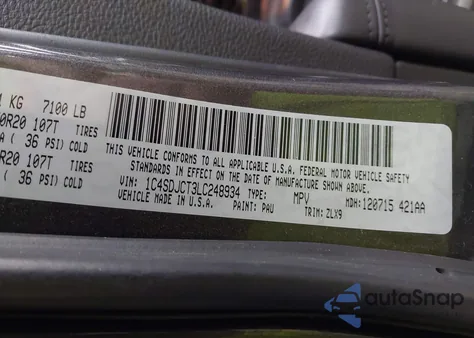 KG 7100 LB
0R20 107T TIRES
( 36 PSI) COLD
R20 107T TIRES
( 36 PSI) COLD
THIS VEHICLE CONFORMS TO ALL APPLICABLE U.S.A. FEDERAL MOTOR VEHICLE SAFETY
STANDARDS IN EFFECT ON THE DATE OF MANUFACTURE SHOWN ABOVE.
VIN: 1C4SDJCT3LC248934 TYPE: MPV MDH: 120715 421AA
VEHICLE MADE IN U.S.A. PAINT: PAU TRIM: ZLX9
autoSnap
www.autosnap